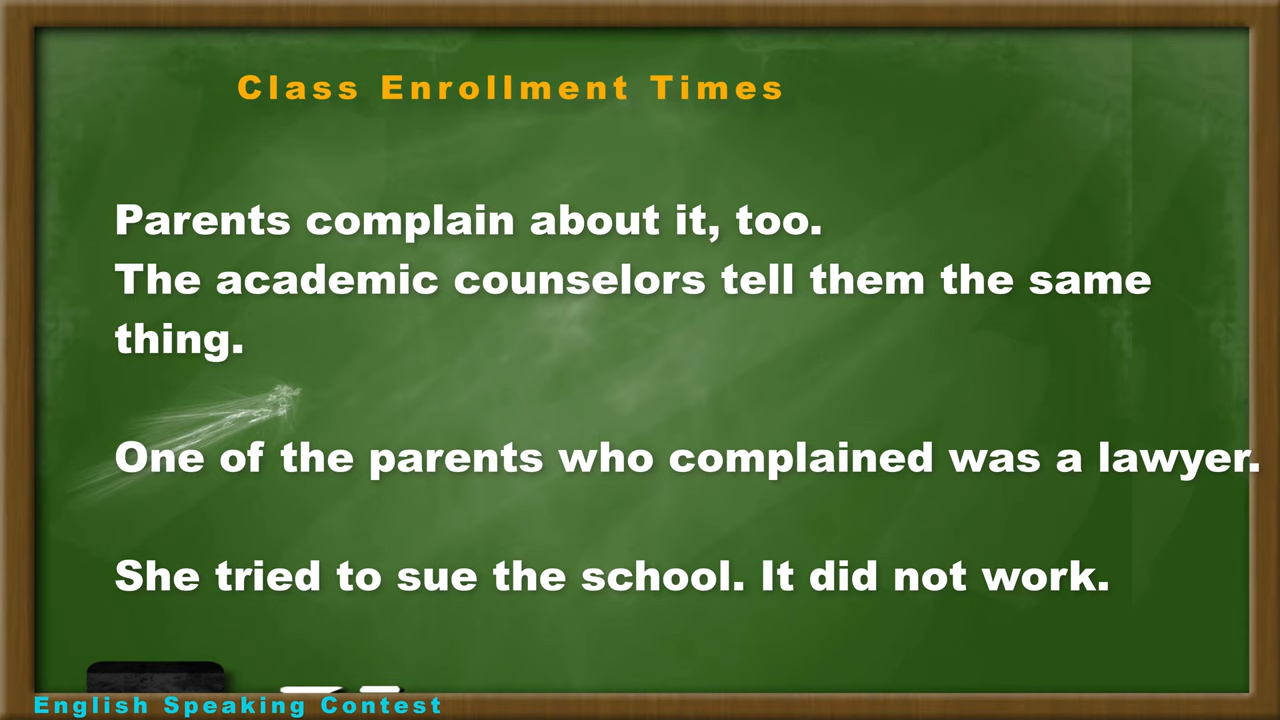 Class Enrollment Times
Parents complain about it, too.
The academic counselors tell them the same
thing.
One of the parents who complained was a lawyer.
She tried to sue the school. It did not work.
English Speaking Contest